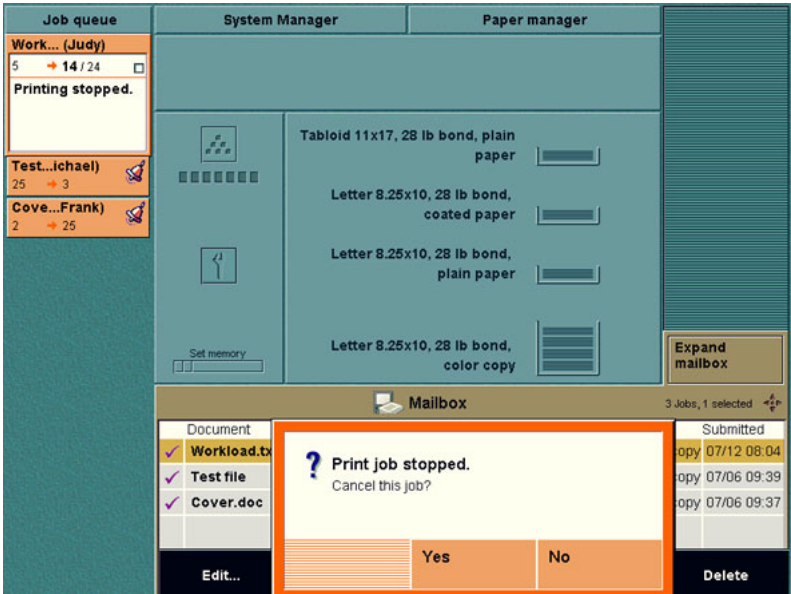 Job queue
System Manager
Paper manager
Work... (Judy)
5 → 14 / 24
Printing stopped.
Test...ichael)
25 → 3
Cove...Frank)
2 → 25
Tabloid 11x17, 28 lb bond, plain
paper
Letter 8.25x10, 28 lb bond,
coated paper
Letter 8.25x10, 28 lb bond,
plain paper
Letter 8.25x10, 28 lb bond,
color copy
Set memory
Expand
mailbox
Mailbox
3 Jobs, 1 selected
Document
Submitted
Workload.tx
opy 07/12 08:04
Test file
opy 07/06 09:39
Cover.doc
opy 07/06 09:37
Print job stopped.
Cancel this job?
Yes
No
Edit...
Delete